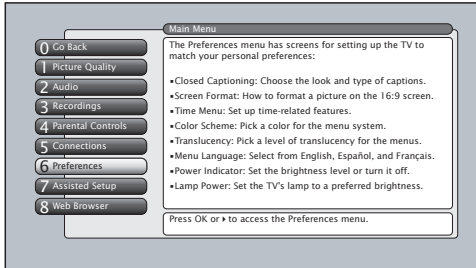 Main Menu
0 Go Back
1 Picture Quality
2 Audio
3 Recordings
4 Parental Controls
5 Connections
6 Preferences
7 Assisted Setup
8 Web Browser
The Preferences menu has screens for setting up the TV to
match your personal preferences:
▪Closed Captioning: Choose the look and type of captions.
▪Screen Format: How to format a picture on the 16:9 screen.
▪Time Menu: Set up time-related features.
▪Color Scheme: Pick a color for the menu system.
▪Translucency: Pick a level of translucency for the menus.
▪Menu Language: Select from English, Español, and Français.
▪Power Indicator: Set the brightness level or turn it off.
▪Lamp Power: Set the TV's lamp to a preferred brightness.
Press OK or ▸ to access the Preferences menu.